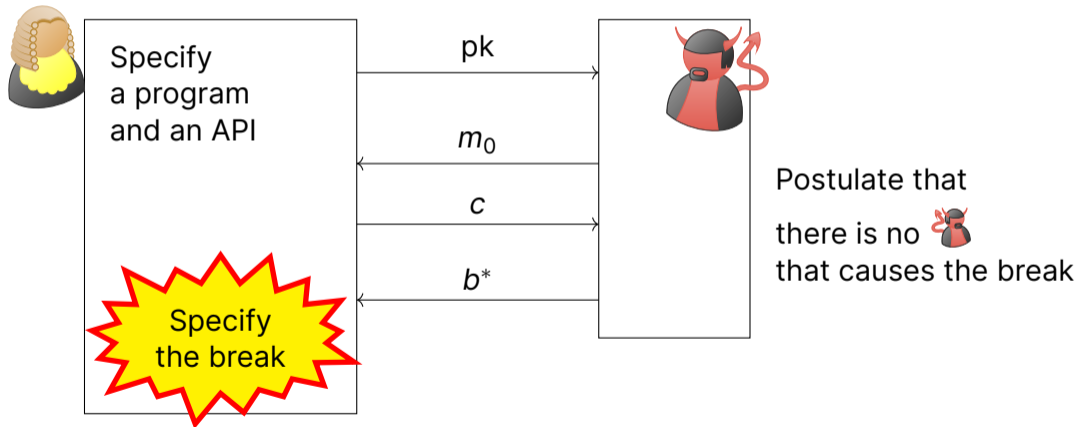 Specify
a program
and an API
pk
m₀
c
b*
Specify
the break
Postulate that
there is no
that causes the break